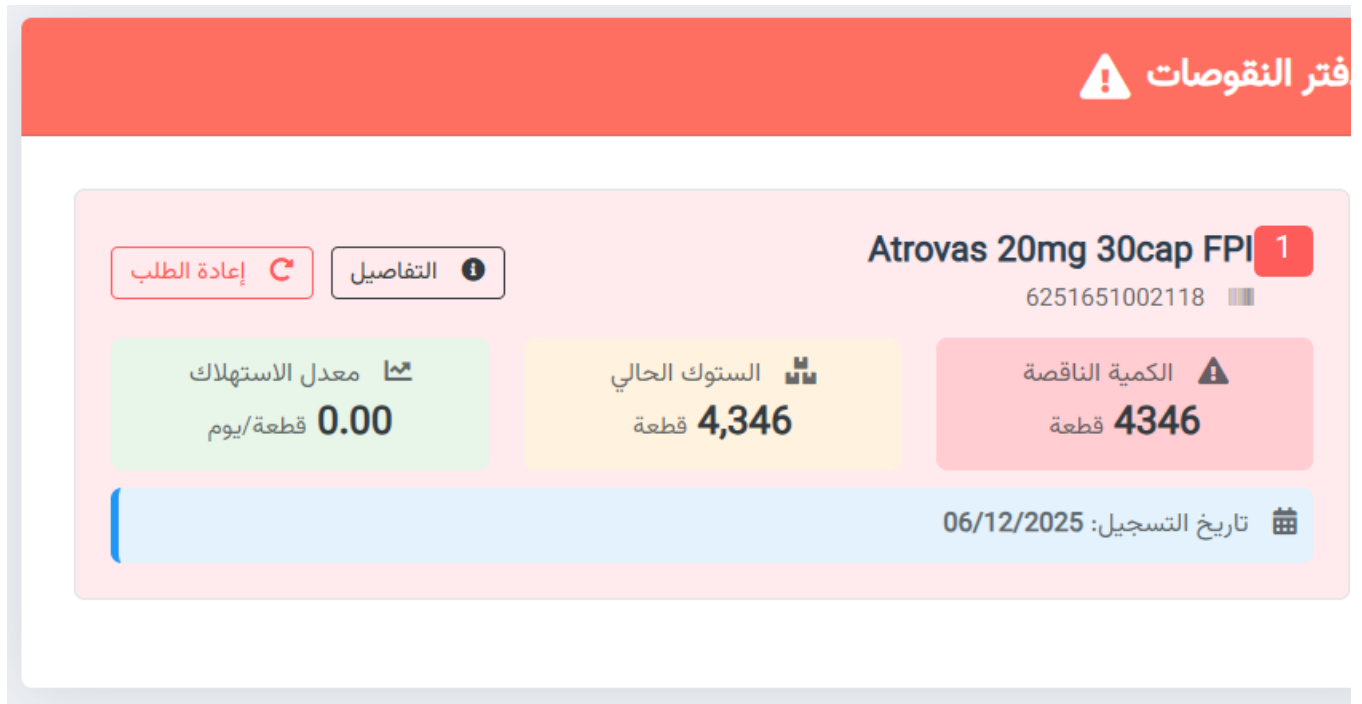 فتر النقوصات
1 Atrovas 20mg 30cap FPI
6251651002118
التفاصيل
إعادة الطلب
الكمية الناقصة
4346 قطعة
الستوك الحالي
4,346 قطعة
معدل الاستهلاك
0.00 قطعة/يوم
تاريخ التسجيل: 06/12/2025